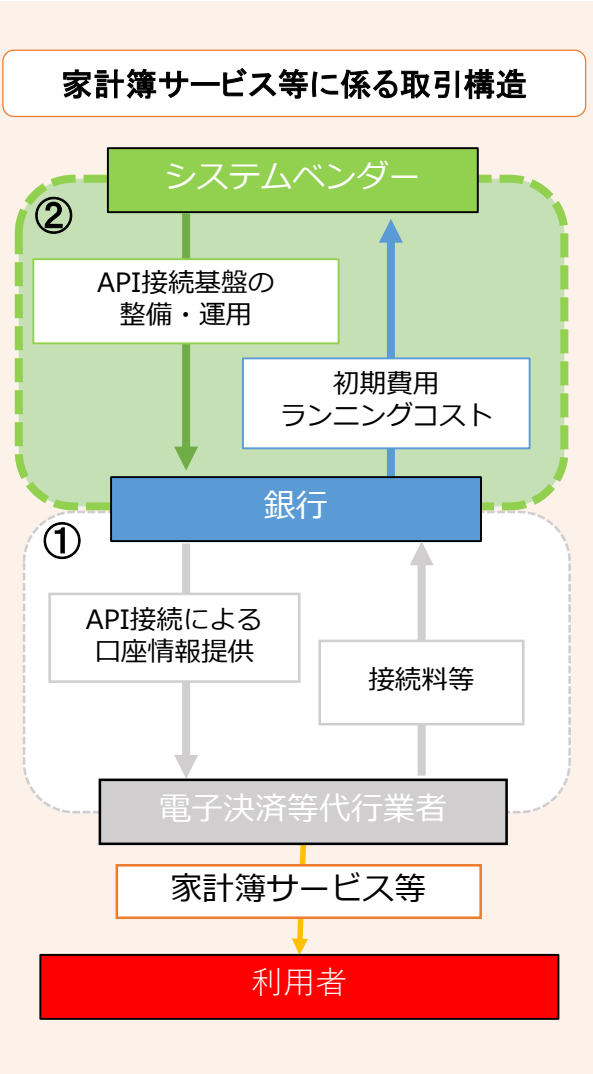 家計簿サービス等に係る取引構造
システムベンダー
②
API接続基盤の
整備・運用
初期費用
ランニングコスト
銀行
①
API接続による
口座情報提供
接続料等
電子決済等代行業者
家計簿サービス等
利用者